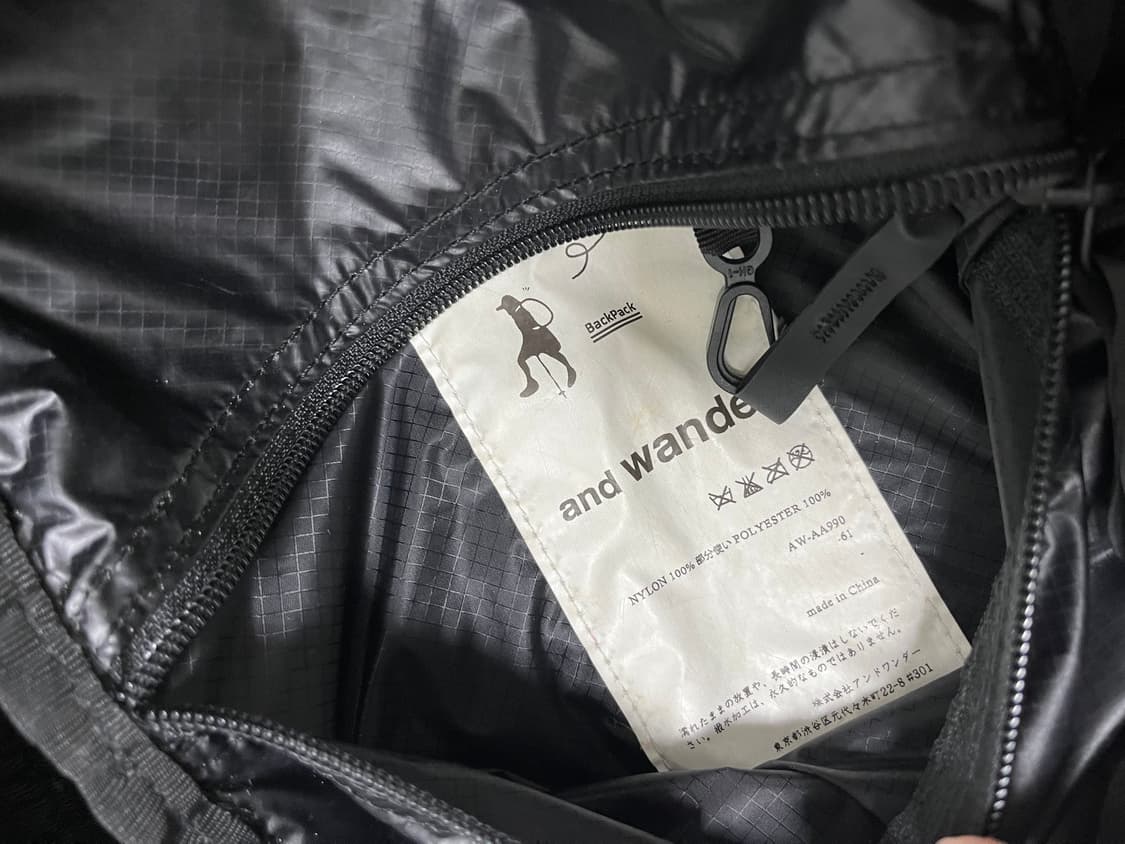 BackPack
and wande
NYLON 100% 部分使い POLYESTER 100%
AW-AA990
-61
made in China
濡れたままの放置や、長時間の浸漬はしないでくだ
さい。撥水加工は、永久的なものではありません。
株式会社アンドワンダー
東京都渋谷区元代々木町22-8 #301